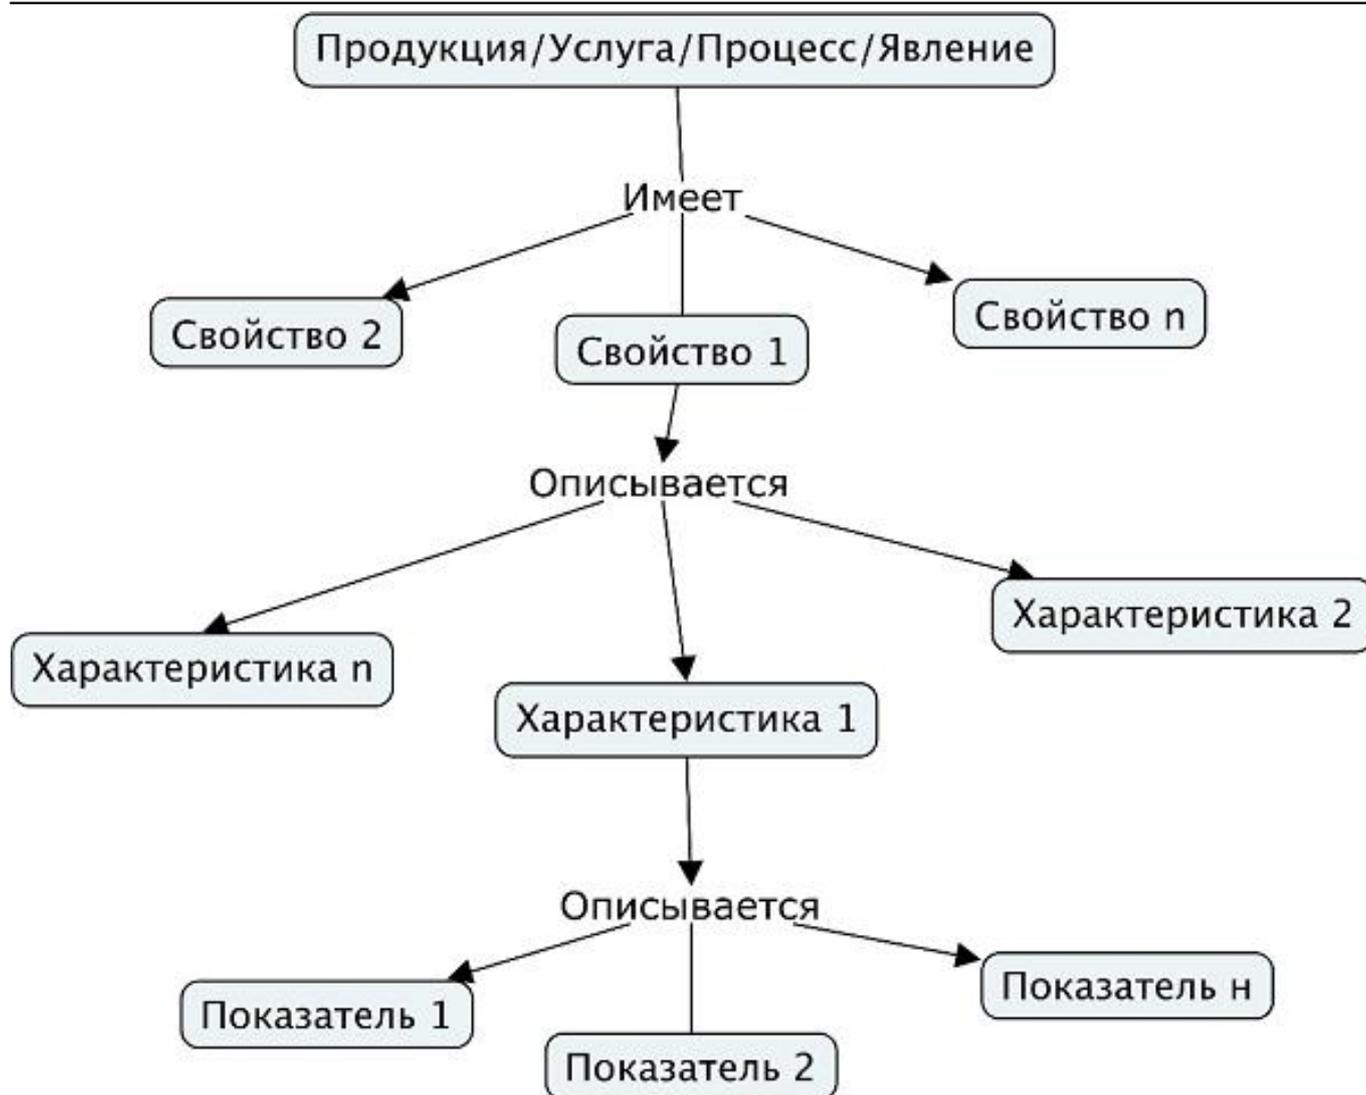 Продукция/Услуга/Процесс/Явление
Имеет
Свойство 2
Свойство 1
Свойство n
Описывается
Характеристика n
Характеристика 1
Характеристика 2
Описывается
Показатель 1
Показатель 2
Показатель н